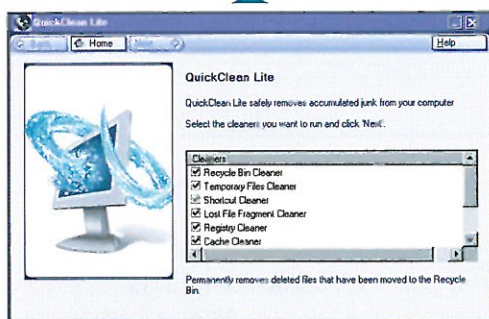 QuickClean Lite
Back Home Next Help
QuickClean Lite
QuickClean Lite safely removes accumulated junk from your computer
Select the cleaners you want to run and click 'Next'.
Cleaners
Recycle Bin Cleaner
Temporary Files Cleaner
Shortcut Cleaner
Lost File Fragment Cleaner
Registry Cleaner
Cache Cleaner
Permanently removes deleted files that have been moved to the Recycle
Bin.